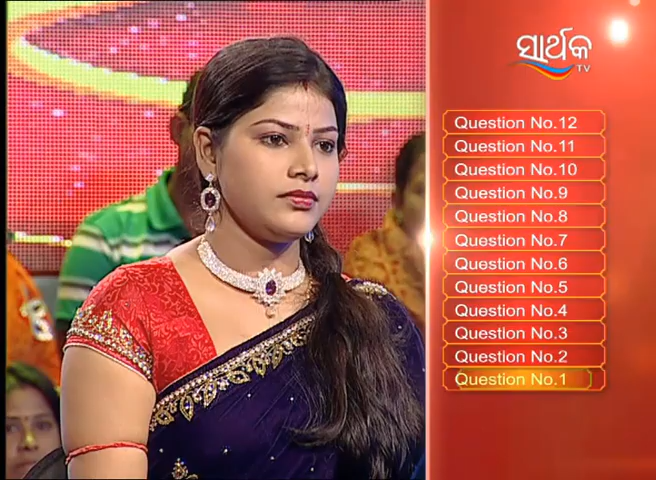 ସାର୍ଥକ
TV
Question No.12
Question No.11
Question No.10
Question No.9
Question No.8
Question No.7
Question No.6
Question No.5
Question No.4
Question No.3
Question No.2
Question No.1